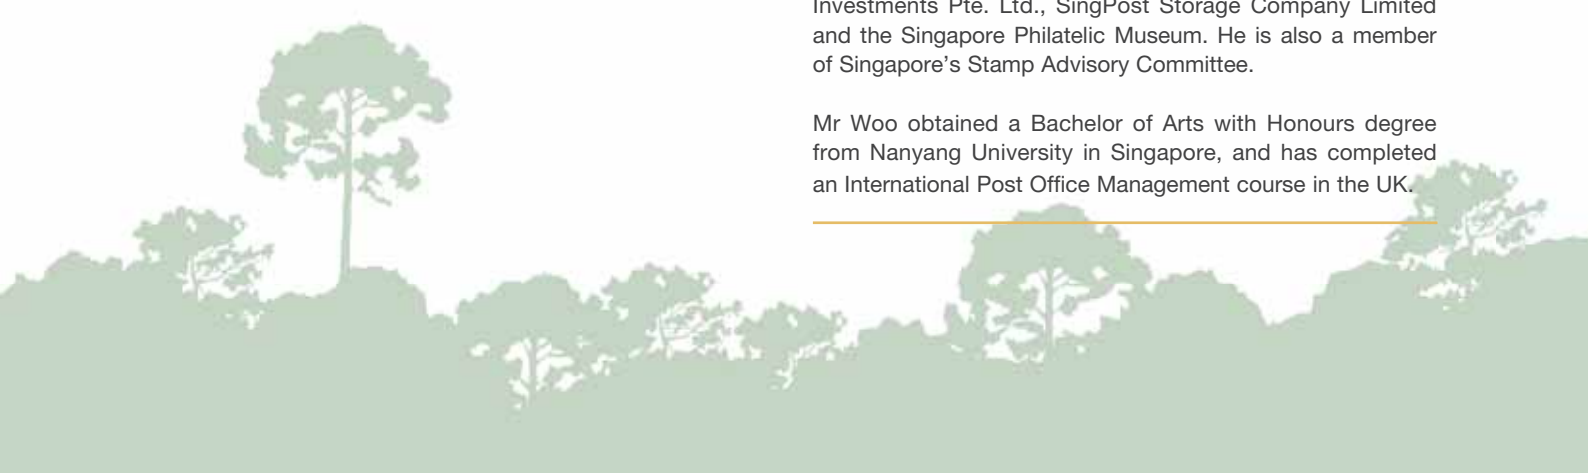 Investments Pte. Ltd., SingPost Storage Company Limited
and the Singapore Philatelic Museum. He is also a member
of Singapore’s Stamp Advisory Committee.
Mr Woo obtained a Bachelor of Arts with Honours degree
from Nanyang University in Singapore, and has completed
an International Post Office Management course in the UK.